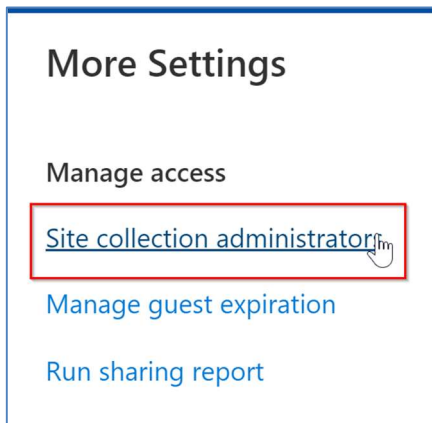 More Settings
Manage access
Site collection administrators
Manage guest expiration
Run sharing report